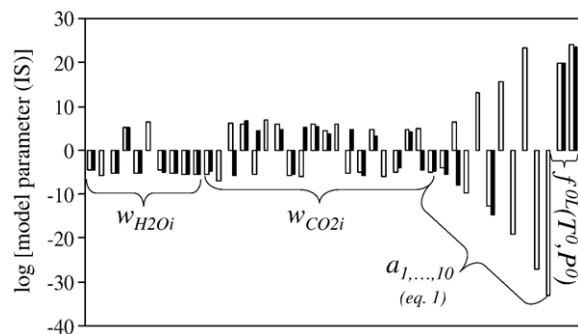 log [model parameter (IS)]
30
20
10
0
-10
-20
-30
-40
wH2Oi
wCO2i
a1,...,10
(eq. 1)
f0L(T0, P0)